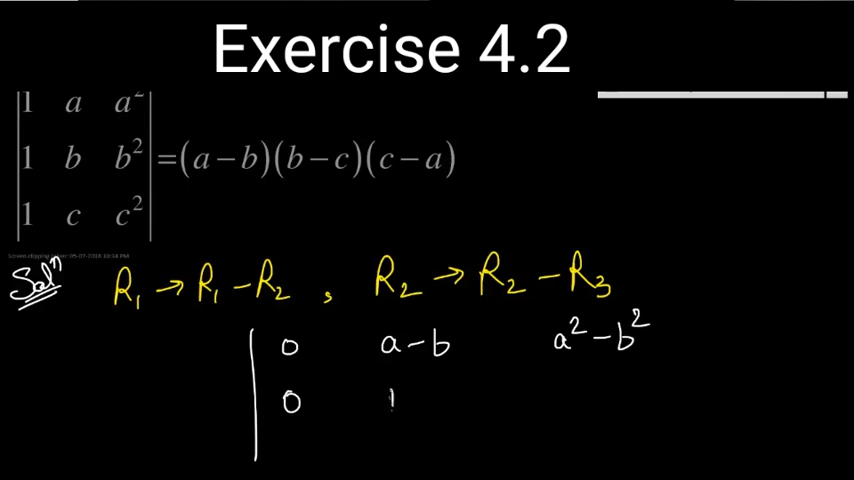 Exercise 4.2
|1 a a²|
|1 b b²| =(a−b)(b−c)(c−a)
|1 c c²|
Solⁿ R₁ → R₁ − R₂ , R₂ → R₂ − R₃
0 a − b a² − b²
0